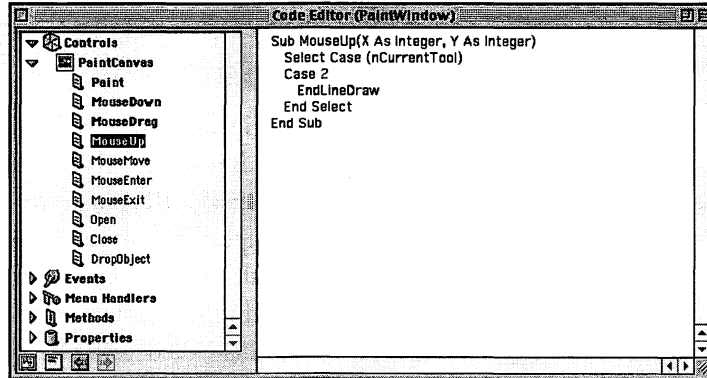 Code Editor (PaintWindow)
Controls
PaintCanvas
Paint
MouseDown
MouseDrag
MouseUp
MouseMove
MouseEnter
MouseExit
Open
Close
DropObject
Events
Menu Handlers
Methods
Properties
Sub MouseUp(X As Integer, Y As Integer)
Select Case (nCurrentTool)
Case 2
EndLineDraw
End Select
End Sub